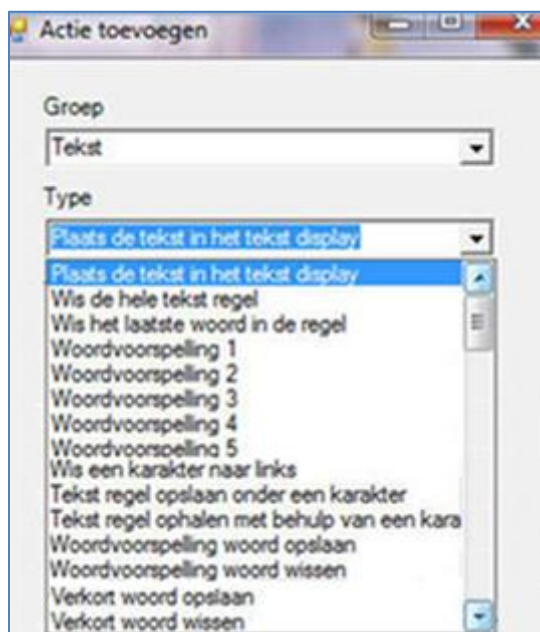 Actie toevoegen
Groep
Tekst
Type
Plaats de tekst in het tekst display
Plaats de tekst in het tekst display
Wis de hele tekst regel
Wis het laatste woord in de regel
Woordvoorspelling 1
Woordvoorspelling 2
Woordvoorspelling 3
Woordvoorspelling 4
Woordvoorspelling 5
Wis een karakter naar links
Tekst regel opslaan onder een karakter
Tekst regel ophalen met behulp van een kara
Woordvoorspelling woord opslaan
Woordvoorspelling woord wissen
Verkort woord opslaan
Verkort woord wissen